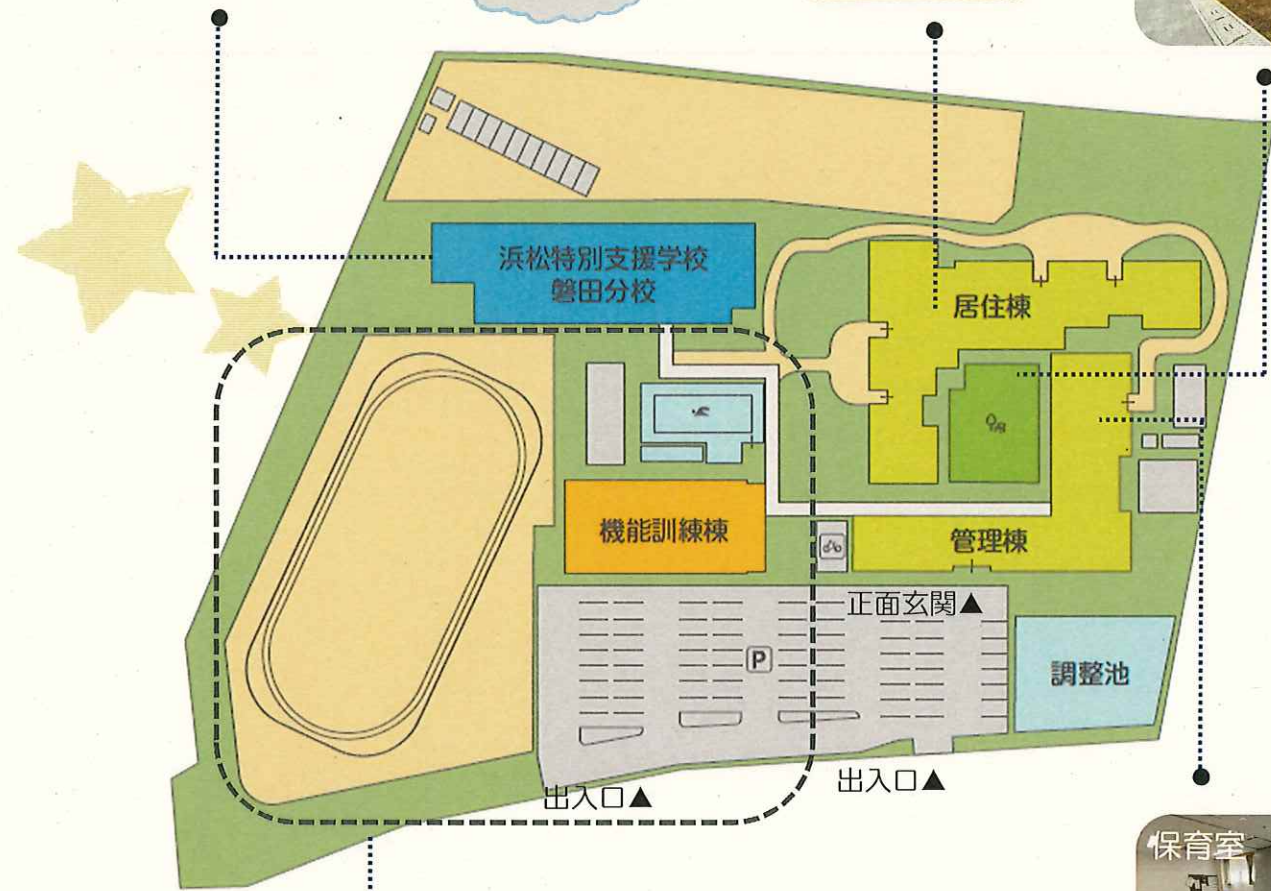 浜松特別支援学校
磐田分校
居住棟
機能訓練棟
管理棟
正面玄関▲
P
調整池
出入口▲
出入口▲
保育室